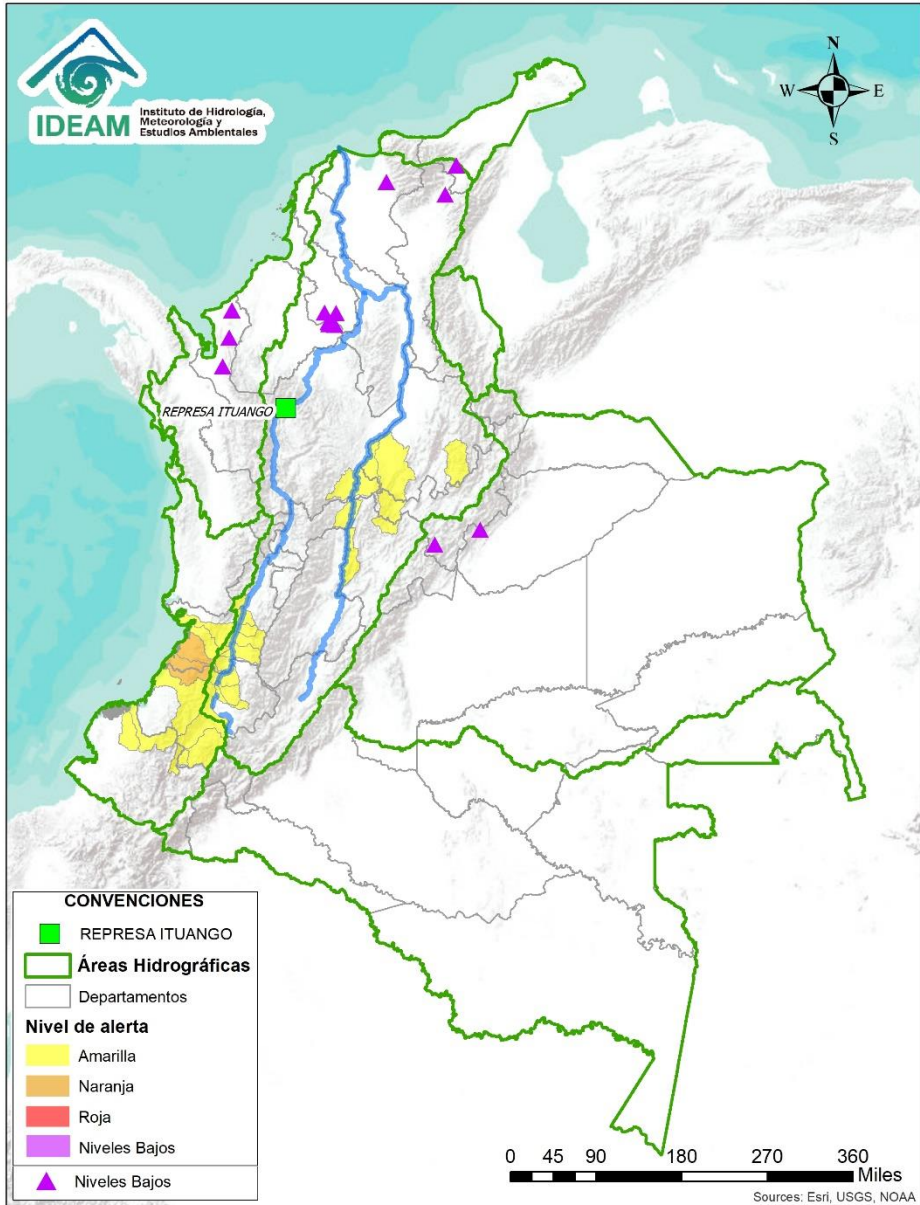 IDEAM
Instituto de Hidrología,
Meteorología y
Estudios Ambientales
N
W
E
S
REPRESA ITUANGO
CONVENCIONES
REPRESA ITUANGO
Áreas Hidrográficas
Departamentos
Nivel de alerta
Amarilla
Naranja
Roja
Niveles Bajos
Niveles Bajos
0 45 90 180 270 360
Miles
Sources: Esri, USGS, NOAA